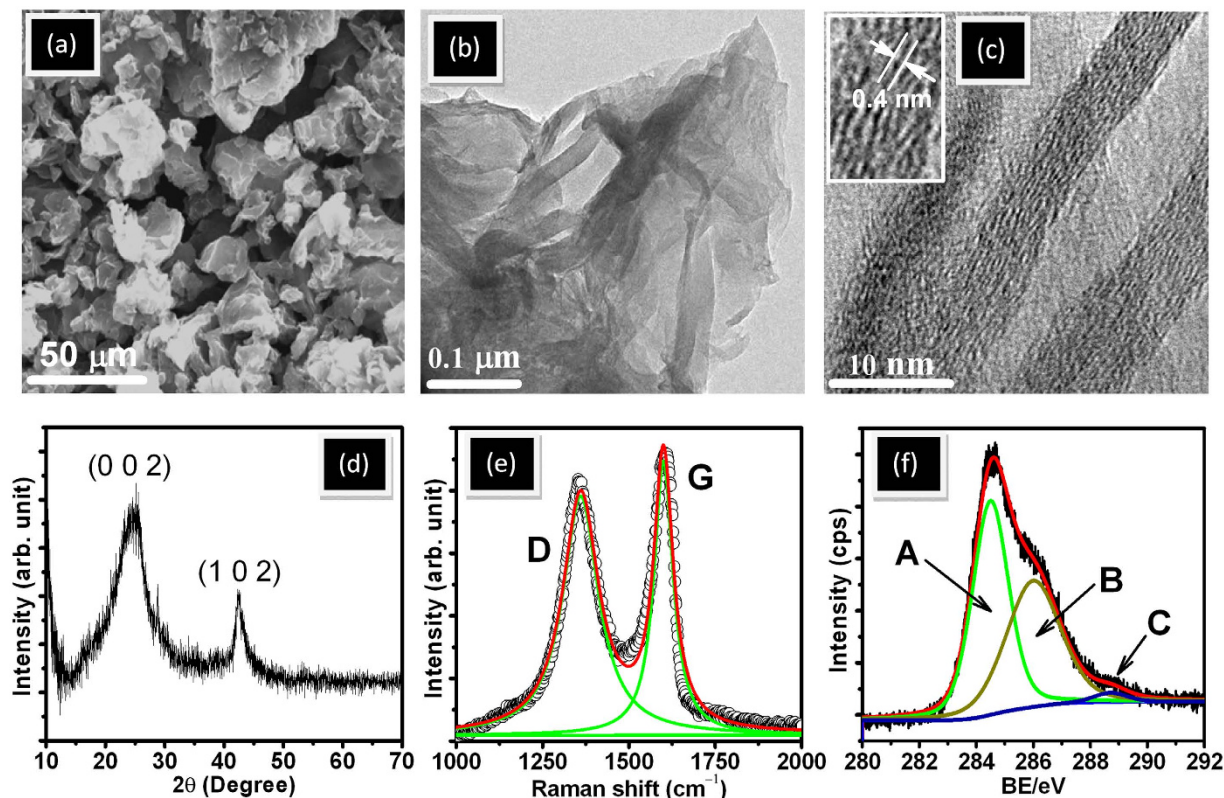 (a)
50 μm
(b)
0.1 μm
0.4 nm
(c)
10 nm
Intensity (arb. unit)
(0 0 2)
(1 0 2)
(d)
10 20 30 40 50 60 70
2θ (Degree)
Intensity (arb. unit)
(e)
D
G
1000 1250 1500 1750 2000
Raman shift (cm⁻¹)
Intensity (cps)
(f)
A
B
C
280 282 284 286 288 290 292
BE/eV